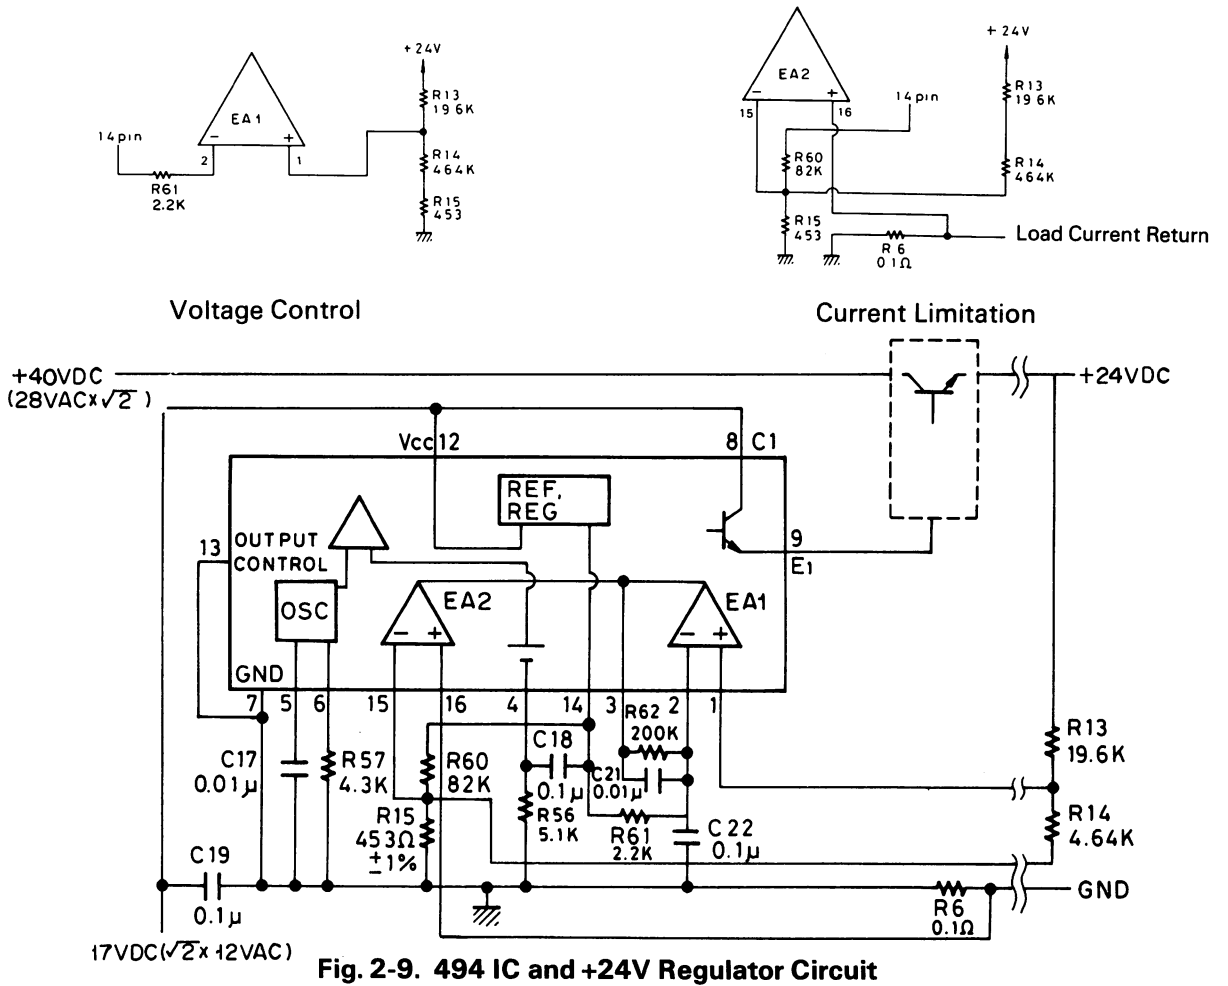 +24V
R13
19 6K
EA1
−
+
14pin
2
1
R61
2.2K
R14
464K
R15
453
Voltage Control
EA2
−
+
15
16
14pin
+24V
R13
19 6K
R60
82K
R14
464K
R15
453
R 6
0 1Ω
Load Current Return
Current Limitation
+40VDC
(28VAC×√2 )
+24VDC
Vcc 12
8 C1
REF,
REG
13
OUTPUT
CONTROL
9
E1
OSC
EA2
− +
EA1
− +
GND
7 5 6 15 16 4 14 3 2 1
R62
200K
C17
0.01μ
R57
4.3K
R60
82K
C18
0.1μ
C21
0.01μ
R13
19.6K
R15
453Ω
±1%
R56
5.1K
R61
2.2K
C22
0.1μ
R14
4.64K
C19
0.1μ
R6
0.1Ω
GND
17VDC(√2×12VAC)
Fig. 2-9. 494 IC and +24V Regulator Circuit